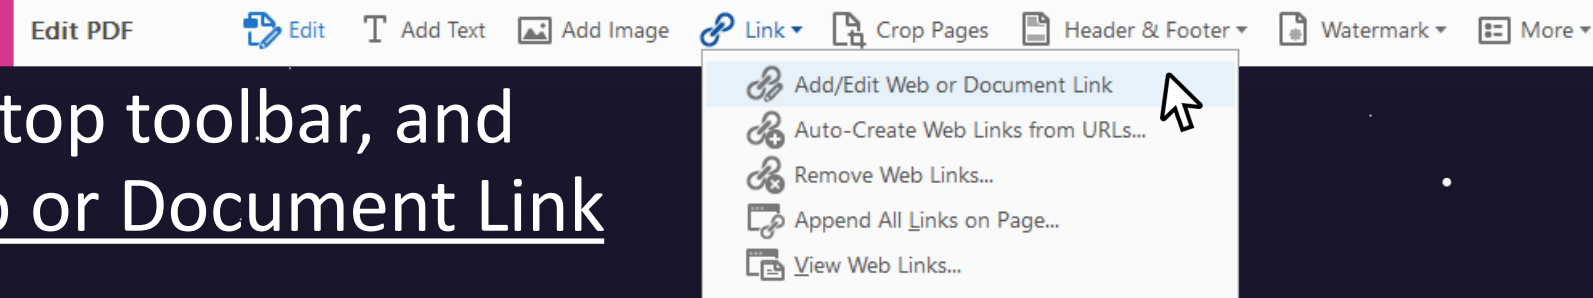 Edit PDF Edit Add Text Add Image Link Crop Pages Header & Footer Watermark More
top toolbar, and
or Document Link
Add/Edit Web or Document Link
Auto-Create Web Links from URLs...
Remove Web Links...
Append All Links on Page...
View Web Links...